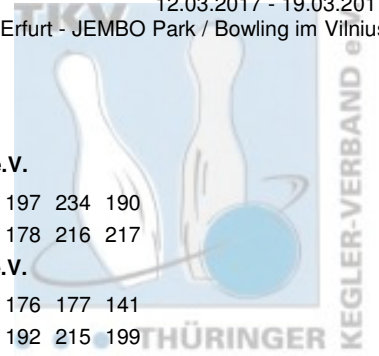 TKV
12.03.2017 - 19.03.201
Erfurt - JEMBO Park / Bowling im Vilnius
e.V.
197 234 190
178 216 217
e.V.
176 177 141
192 215 199
THÜRINGER
KEGLER-VERBAND e.V.